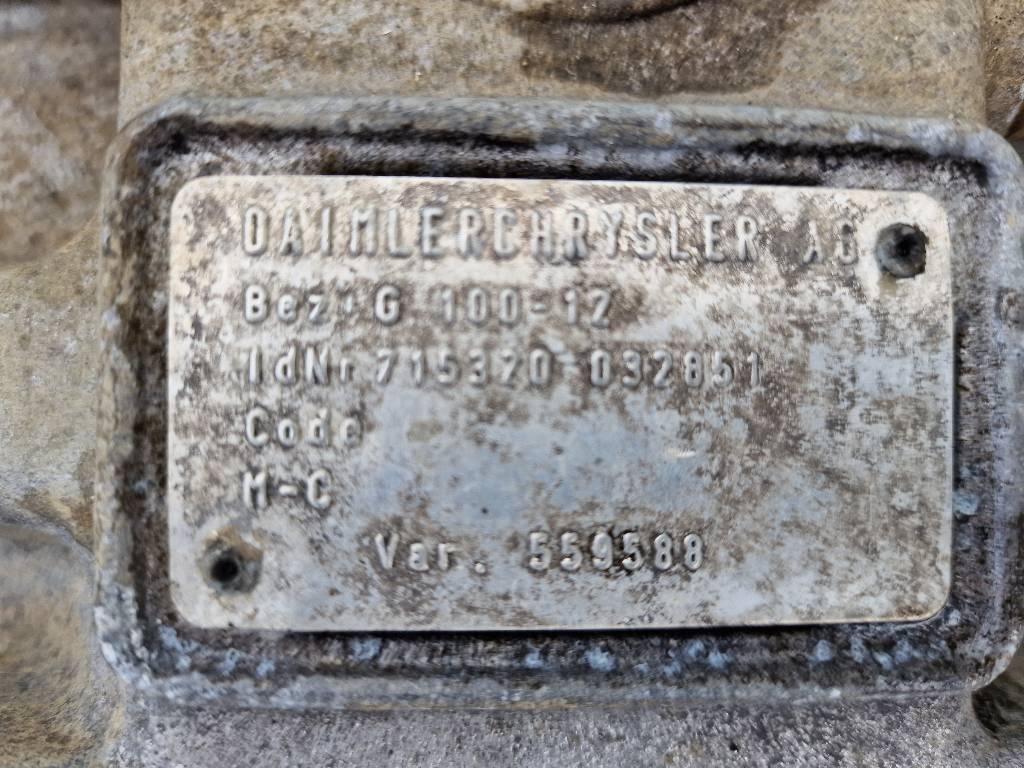 DAIMLERCHRYSLER AG
Bez. G 100-12
IdNr 715320 032851
Code
M-C
Var. 559588